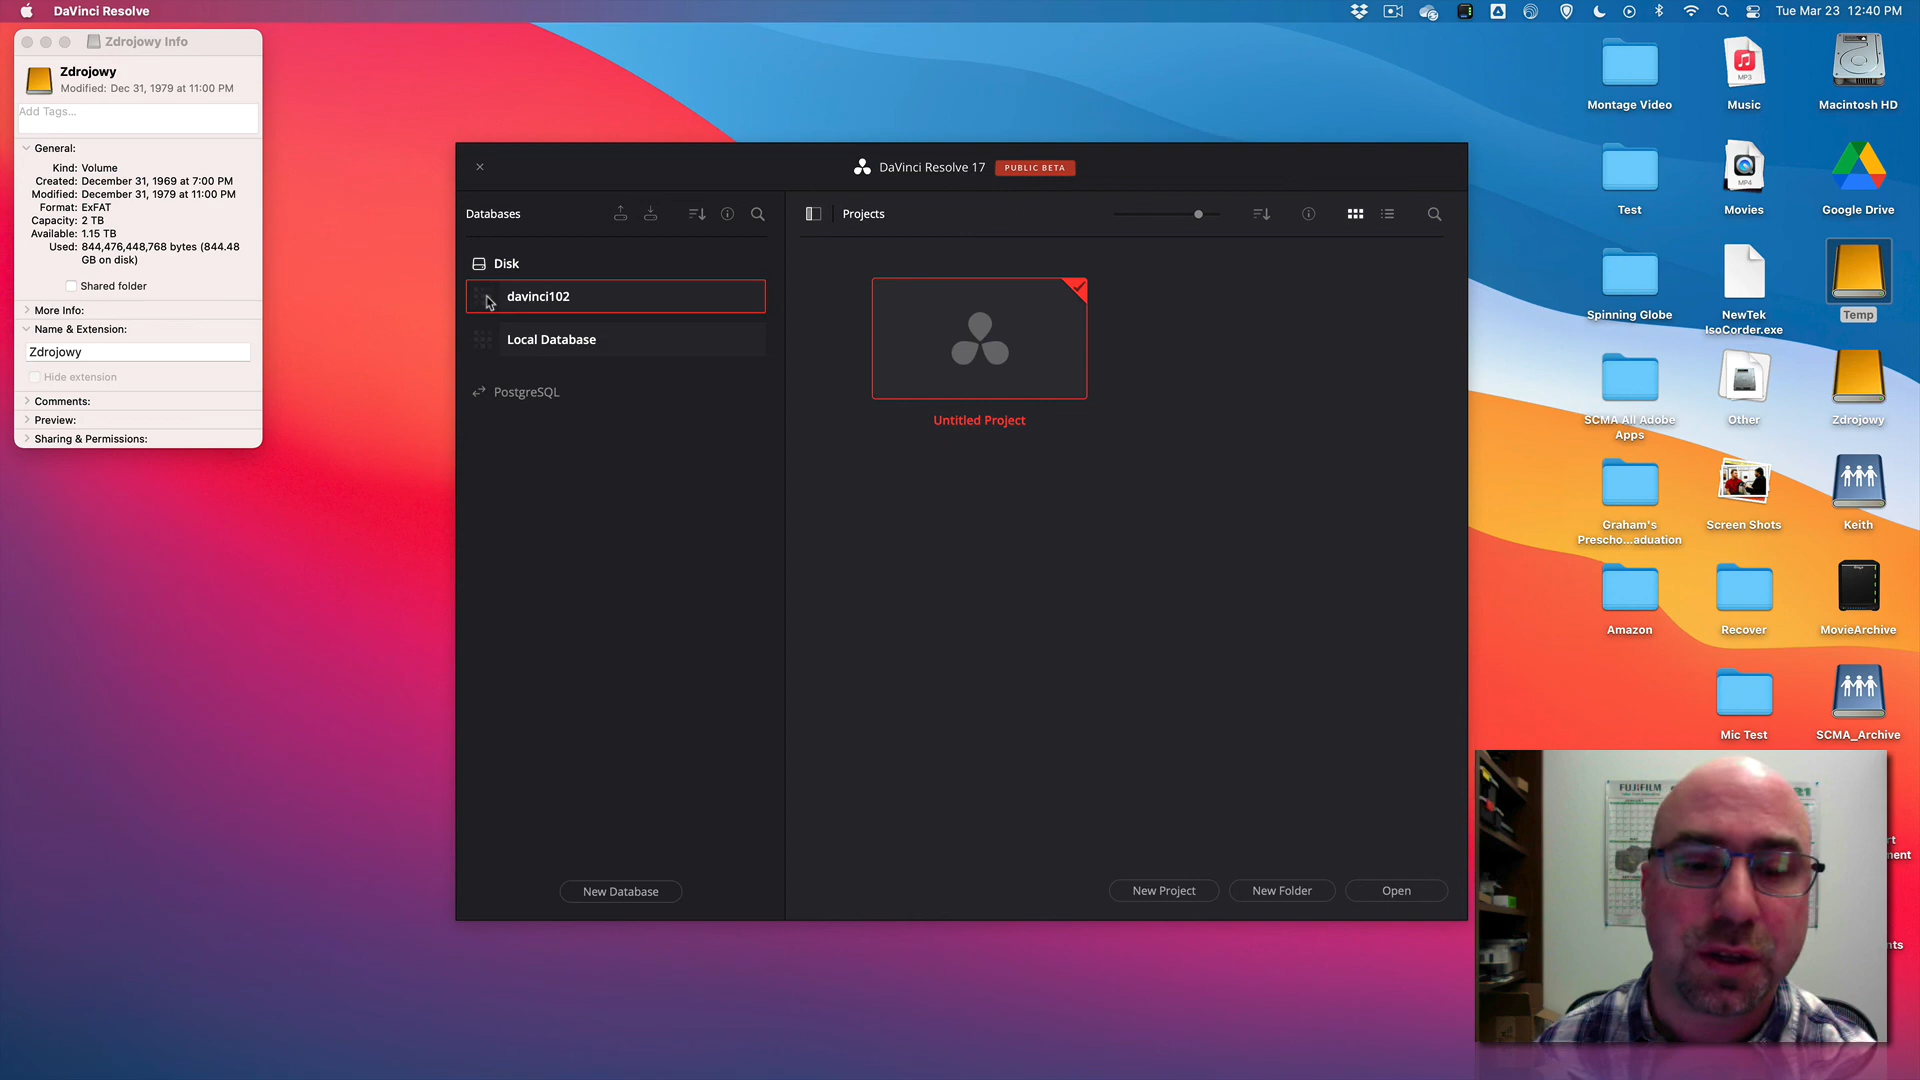 DaVinci Resolve
Tue Mar 23 12:40 PM
Zdrojowy Info
Zdrojowy
Modified: Dec 31, 1979 at 11:00 PM
Add Tags...
General:
Kind: Volume
Created: December 31, 1969 at 7:00 PM
Modified: December 31, 1979 at 11:00 PM
Format: ExFAT
Capacity: 2 TB
Available: 1.15 TB
Used: 844,476,448,768 bytes (844.48
GB on disk)
Shared folder
More Info:
Name & Extension:
Zdrojowy
Hide extension
Comments:
Preview:
Sharing & Permissions:
DaVinci Resolve 17 PUBLIC BETA
Databases
Disk
davinci102
Local Database
PostgreSQL
New Database
Projects
Untitled Project
New Project
New Folder
Open
Montage Video
MP3
Music
Macintosh HD
Test
MP4
Movies
Google Drive
Spinning Globe
NewTek
IsoCorder.exe
Temp
SCMA All Adobe
Apps
Other
Zdrojowy
Graham's
Prescho...aduation
Screen Shots
Keith
Amazon
Recover
MovieArchive
Mic Test
SCMA_Archive
FUJIFILM